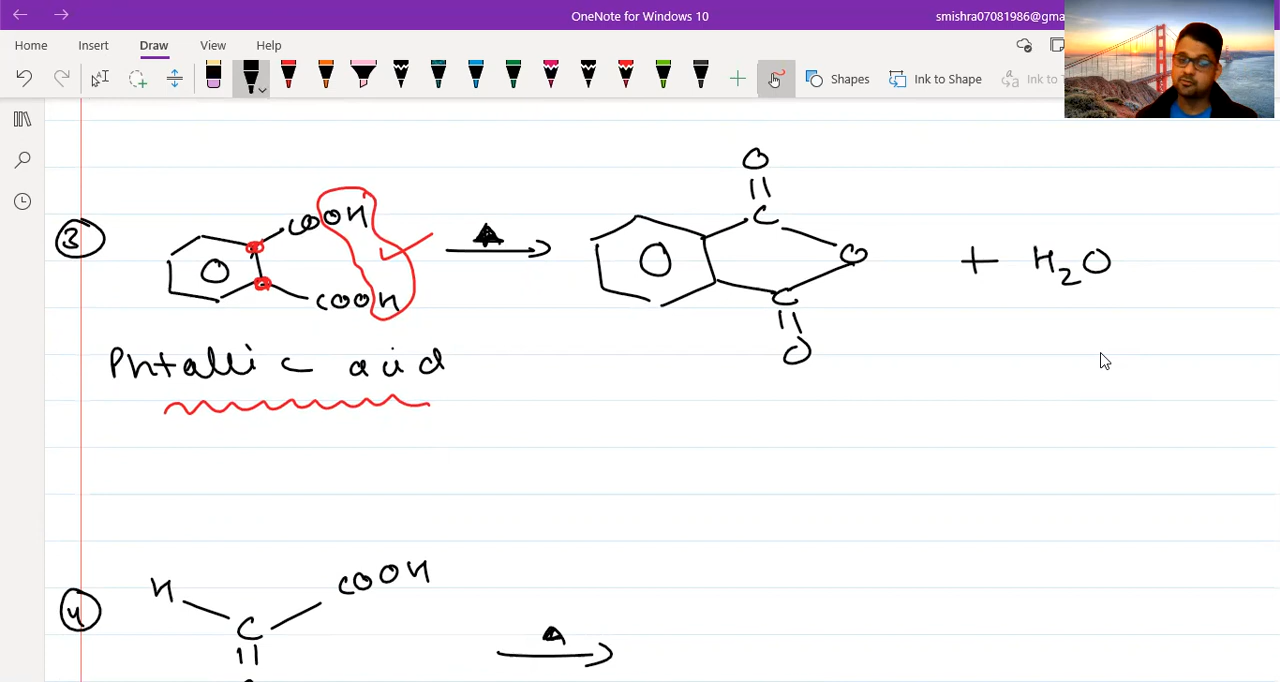 OneNote for Windows 10
smishra07081986@gma
Home Insert Draw View Help
Shapes
Ink to Shape
Ink to
3
COOH
COOH
O
O
||
C
O
C
||
O
+ H2O
Phtallic acid
4
H
COOH
C
||